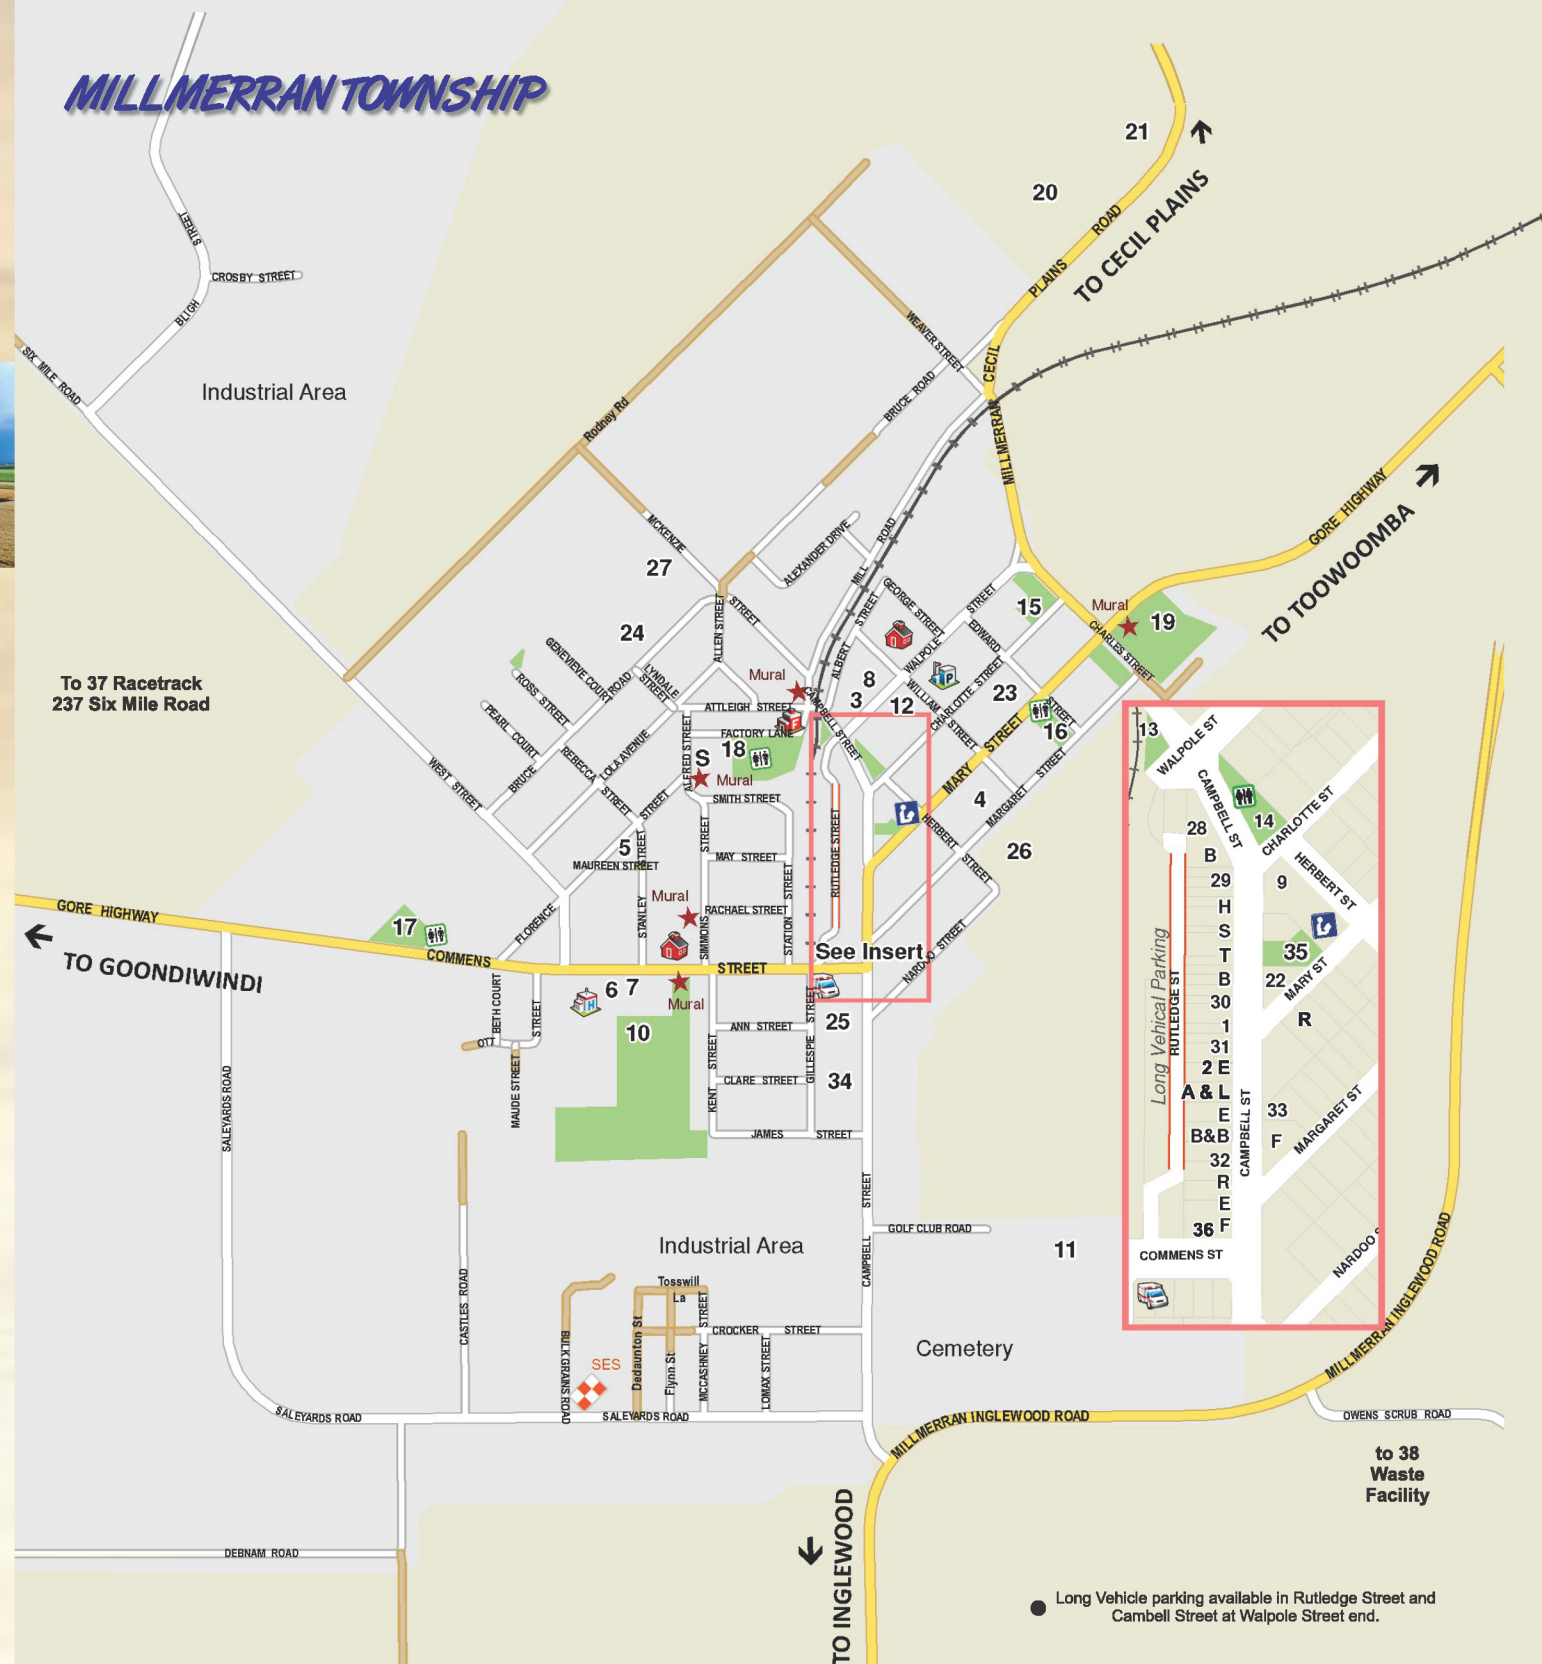 MILLMERRAN TOWNSHIP
21
20
TO CECIL PLAINS
PLAINS ROAD
STREET
CROSBY STREET
BLIGH
SIX MILE ROAD
Industrial Area
WEAVER STREET
CECIL
MILLMERRAN
BRUCE ROAD
Rodney Rd
GORE HIGHWAY
TO TOOWOOMBA
MCKENZIE
STREET
27
ALEXANDER DRIVE
MILL ROAD
GEORGE STREET
STREET
15
Mural
19
CHARLES STREET
ALLEN STREET
24
GENEVIEVE COURT
ROAD
LYNDALE STREET
ROSS STREET
PEARL COURT
ALBERT STREET
WALPOLE
EDWARD
STREET
P
8
3
12
WILLIAM STREET
CHARLOTTE STREET
23
16
Mural
CAMPBELL STREET
ATTLEIGH STREET
F
FACTORY LANE
18
S
Mural
ALFRED STREET
To 37 Racetrack
237 Six Mile Road
WEST STREET
BRUCE
REBECCA STREET
LOLA AVENUE
STREET
SMITH STREET
MARY STREET
4
MARGARET STREET
HERBERT STREET
26
5
MAUREEN STREET
MAY STREET
RUTLEDGE STREET
Mural
RACHAEL STREET
STANLEY STREET
SIMMONS STREET
STATION STREET
FLORENCE
GORE HIGHWAY
17
COMMENS STREET
TO GOONDIWINDI
See Insert
NARDOO STREET
H
6 7
Mural
10
BETH COURT
STREET
OTT
MAUDE STREET
ANN STREET
25
CLARE STREET
34
KENT STREET
GILLESPIE STREET
JAMES STREET
SALEYARDS ROAD
CASTLES ROAD
CAMPBELL STREET
GOLF CLUB ROAD
11
Industrial Area
Tosswill
La
CROCKER STREET
Cemetery
BULK GRAINS ROAD
SES
Dedaunton St
Flynn St
MCCASHNEY STREET
LOMAX STREET
SALEYARDS ROAD
SALEYARDS ROAD
MILLMERRAN INGLEWOOD ROAD
MILLMERRAN INGLEWOOD ROAD
OWENS SCRUB ROAD
to 38
Waste
Facility
DEBNAM ROAD
TO INGLEWOOD
Long Vehicle parking available in Rutledge Street and
Cambell Street at Walpole Street end.
13
WALPOLE ST
CAMPBELL ST
14
CHARLOTTE ST
28
B
29
9
HERBERT ST
H
S
35
T
B
22
MARY ST
30
1
R
31
2 E
A & L
E
33
B&B
F
MARGARET ST
32
R
E
36 F
Long Vehical Parking
RUTLEDGE ST
CAMPBELL ST
COMMENS ST
NARDOO S